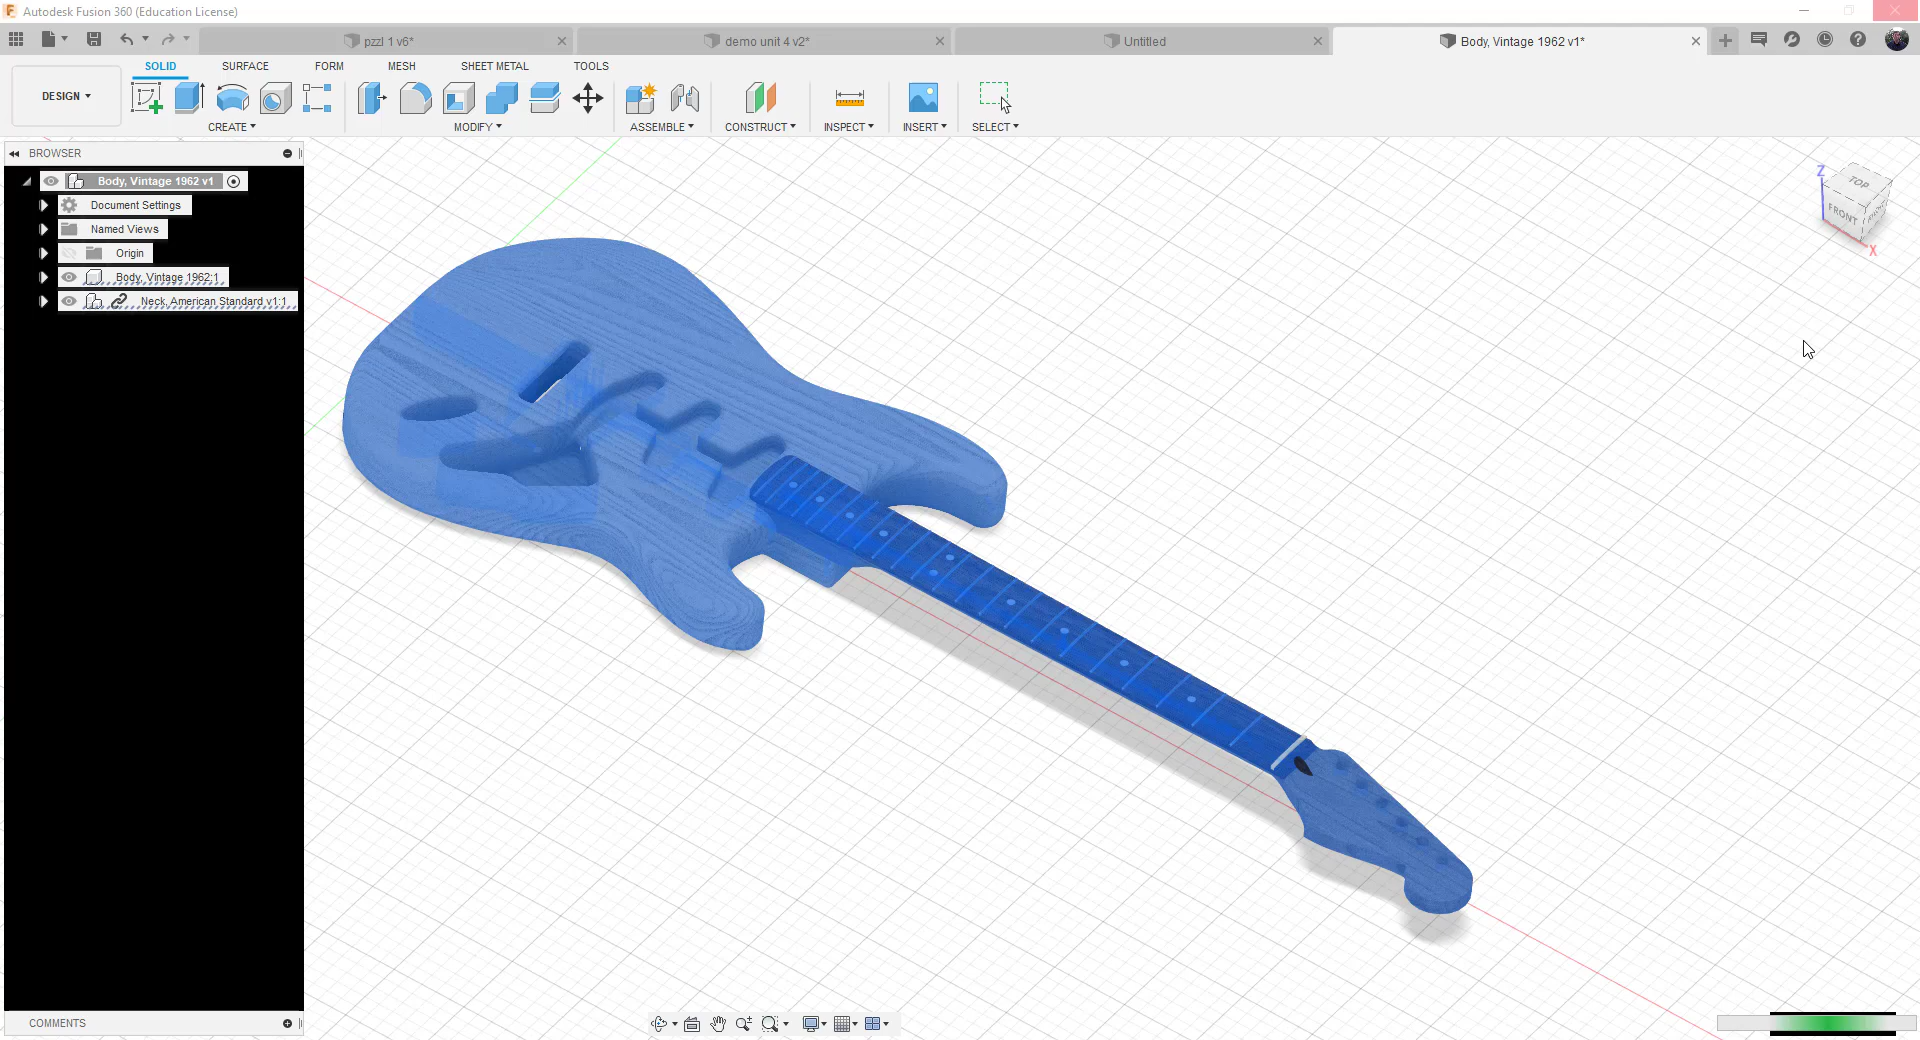 Autodesk Fusion 360 (Education License)
pzzl 1 v6*
demo unit 4 v2*
Untitled
Body, Vintage 1962 v1*
DESIGN
SOLID
SURFACE
FORM
MESH
SHEET METAL
TOOLS
CREATE
MODIFY
ASSEMBLE
CONSTRUCT
INSPECT
INSERT
SELECT
BROWSER
Body, Vintage 1962 v1
Document Settings
Named Views
Origin
Body, Vintage 1962:1
Neck, American Standard v1:1
Z
TOP
FRONT
X
COMMENTS